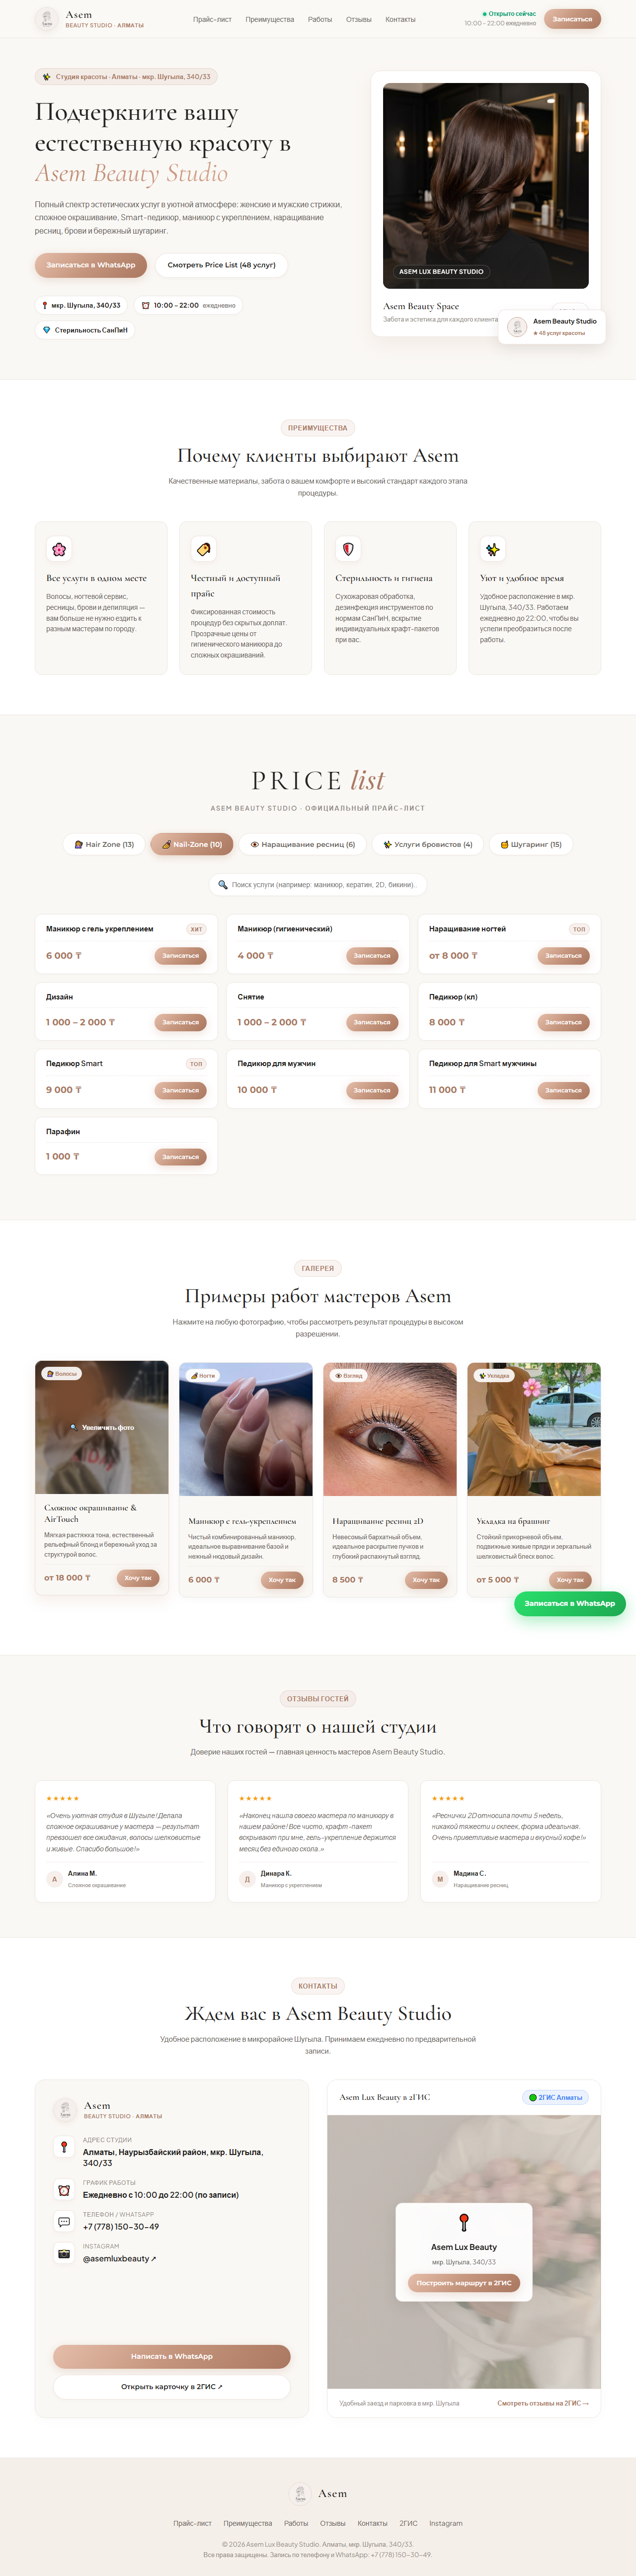 Asem
BEAUTY STUDIO · АЛМАТЫ
Прайс-лист
Преимущества
Работы
Отзывы
Контакты
Открыто сейчас
10:00 – 22:00 ежедневно
Записаться
Студия красоты · Алматы · мкр. Шугыла, 340/33
Подчеркните вашу
естественную красоту в
Asem Beauty Studio
Полный спектр эстетических услуг в уютной атмосфере: женские и мужские стрижки,
сложное окрашивание, Smart-педикюр, маникюр с укреплением, наращивание
ресниц, брови и бережный шугаринг.
Записаться в WhatsApp
Смотреть Price List (48 услуг)
мкр. Шугыла, 340/33
10:00 – 22:00 ежедневно
Стерильность СанПиН
ASEM LUX BEAUTY STUDIO
Asem Beauty Space
Забота и эстетика для каждого клиента
Asem Beauty Studio
★ 48 услуг красоты
ПРЕИМУЩЕСТВА
Почему клиенты выбирают Asem
Качественные материалы, забота о вашем комфорте и высокий стандарт каждого этапа
процедуры.
Все услуги в одном месте
Волосы, ногтевой сервис,
ресницы, брови и депиляция —
вам больше не нужно ездить к
разным мастерам по городу.
Честный и доступный
прайс
Фиксированная стоимость
процедур без скрытых доплат.
Прозрачные цены от
гигиенического маникюра до
сложных окрашиваний.
Стерильность и гигиена
Сухожаровая обработка,
дезинфекция инструментов по
нормам СанПиН, вскрытие
индивидуальных крафт-пакетов
при вас.
Уют и удобное время
Удобное расположение в мкр.
Шугыла, 340/33. Работаем
ежедневно до 22:00, чтобы вы
успели преобразиться после
работы.
PRICE list
ASEM BEAUTY STUDIO · ОФИЦИАЛЬНЫЙ ПРАЙС-ЛИСТ
Hair Zone (13)
Nail-Zone (10)
Наращивание ресниц (6)
Услуги бровистов (4)
Шугаринг (15)
Поиск услуги (например: маникюр, кератин, 2D, бикини)...
Маникюр с гель укреплением
ХИТ
6 000 ₸
Записаться
Маникюр (гигиенический)
4 000 ₸
Записаться
Наращивание ногтей
ТОП
от 8 000 ₸
Записаться
Дизайн
1 000 – 2 000 ₸
Записаться
Снятие
1 000 – 2 000 ₸
Записаться
Педикюр (кл)
8 000 ₸
Записаться
Педикюр Smart
ТОП
9 000 ₸
Записаться
Педикюр для мужчин
10 000 ₸
Записаться
Педикюр для Smart мужчины
11 000 ₸
Записаться
Парафин
1 000 ₸
Записаться
ГАЛЕРЕЯ
Примеры работ мастеров Asem
Нажмите на любую фотографию, чтобы рассмотреть результат процедуры в высоком
разрешении.
Волосы
Увеличить фото
Сложное окрашивание &
AirTouch
Мягкая растяжка тона, естественный
рельефный блонд и бережный уход за
структурой волос.
от 18 000 ₸
Хочу так
Ногти
Маникюр с гель-укреплением
Чистый комбинированный маникюр,
идеальное выравнивание базой и
нежный нюдовый дизайн.
6 000 ₸
Хочу так
Взгляд
Наращивание ресниц 2D
Невесомый бархатный объем,
идеальное раскрытие пучков и
глубокий распахнутый взгляд.
8 500 ₸
Хочу так
Укладка
Укладка на брашинг
Стойкий прикорневой объем,
подвижные живые пряди и зеркальный
шелковистый блеск волос.
от 5 000 ₸
Хочу так
Записаться в WhatsApp
ОТЗЫВЫ ГОСТЕЙ
Что говорят о нашей студии
Доверие наших гостей — главная ценность мастеров Asem Beauty Studio.
★★★★★
«Очень уютная студия в Шугыле! Делала
сложное окрашивание у мастера — результат
превзошел все ожидания, волосы шелковистые
и живые. Спасибо большое!»
А
Алина М.
Сложное окрашивание
★★★★★
«Наконец нашла своего мастера по маникюру в
нашем районе! Все чисто, крафт-пакет
вскрывают при мне, гель-укрепление держится
месяц без единого скола.»
Д
Динара К.
Маникюр с укреплением
★★★★★
«Реснички 2D относила почти 5 недель,
никакой тяжести и склеек, форма идеальная.
Очень приветливые мастера и вкусный кофе!»
М
Мадина С.
Наращивание ресниц
КОНТАКТЫ
Ждем вас в Asem Beauty Studio
Удобное расположение в микрорайоне Шугыла. Принимаем ежедневно по предварительной
записи.
Asem
BEAUTY STUDIO · АЛМАТЫ
АДРЕС СТУДИИ
Алматы, Наурызбайский район, мкр. Шугыла,
340/33
ГРАФИК РАБОТЫ
Ежедневно с 10:00 до 22:00 (по записи)
ТЕЛЕФОН / WHATSAPP
+7 (778) 150-30-49
INSTAGRAM
@asemluxbeauty ↗
Написать в WhatsApp
Открыть карточку в 2ГИС ↗
Asem Lux Beauty в 2ГИС
2ГИС Алматы
Asem Lux Beauty
мкр. Шугыла, 340/33
Построить маршрут в 2ГИС
Удобный заезд и парковка в мкр. Шугыла
Смотреть отзывы на 2ГИС →
Asem
Прайс-лист
Преимущества
Работы
Отзывы
Контакты
2ГИС
Instagram
© 2026 Asem Lux Beauty Studio. Алматы, мкр. Шугыла, 340/33.
Все права защищены. Запись по телефону и WhatsApp: +7 (778) 150-30-49.